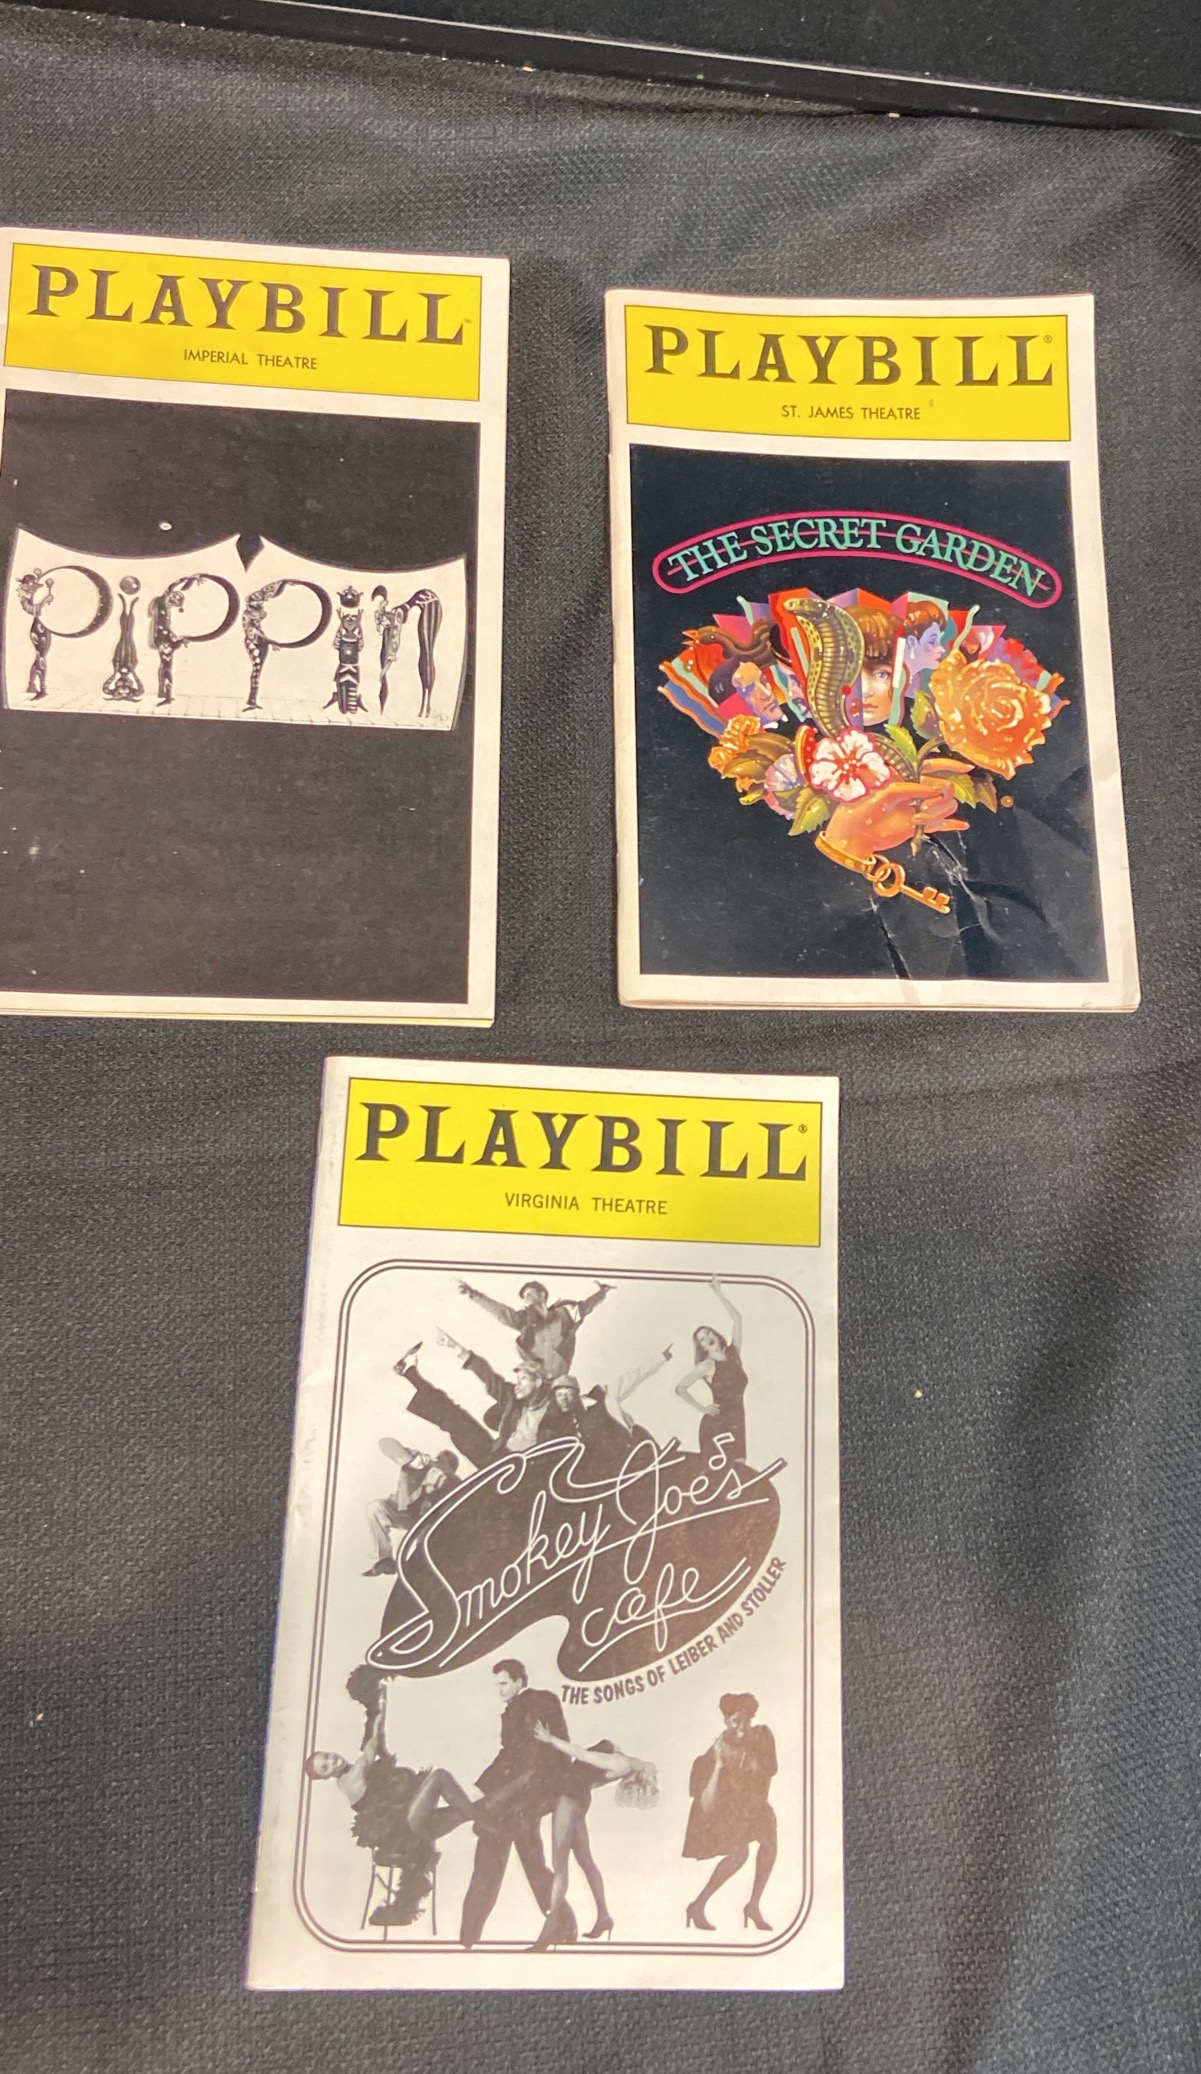 PLAYBILL
IMPERIAL THEATRE
pippin
PLAYBILL®
ST. JAMES THEATRE
THE SECRET GARDEN
PLAYBILL®
VIRGINIA THEATRE
Smokey Joe's
cafe
THE SONGS OF LEIBER AND STOLLER